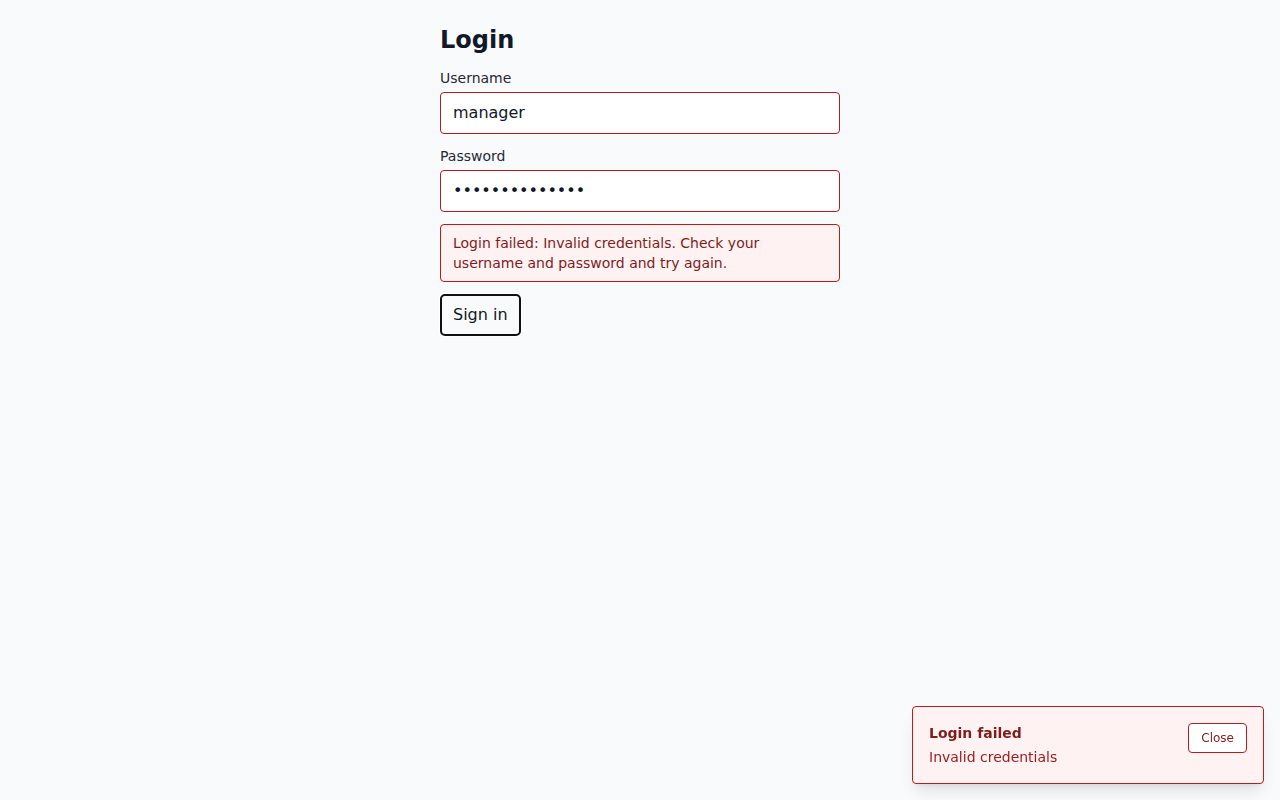 Login
Username
manager
Password
••••••••••••••
Login failed: Invalid credentials. Check your
username and password and try again.
Sign in
Login failed
Close
Invalid credentials